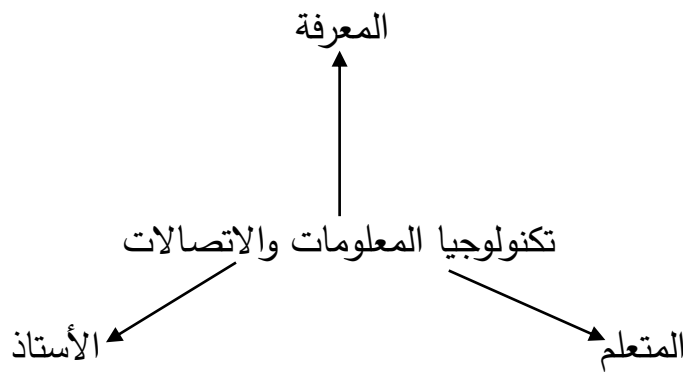 المعرفة
تكنولوجيا المعلومات والاتصالات
المتعلم
الأستاذ